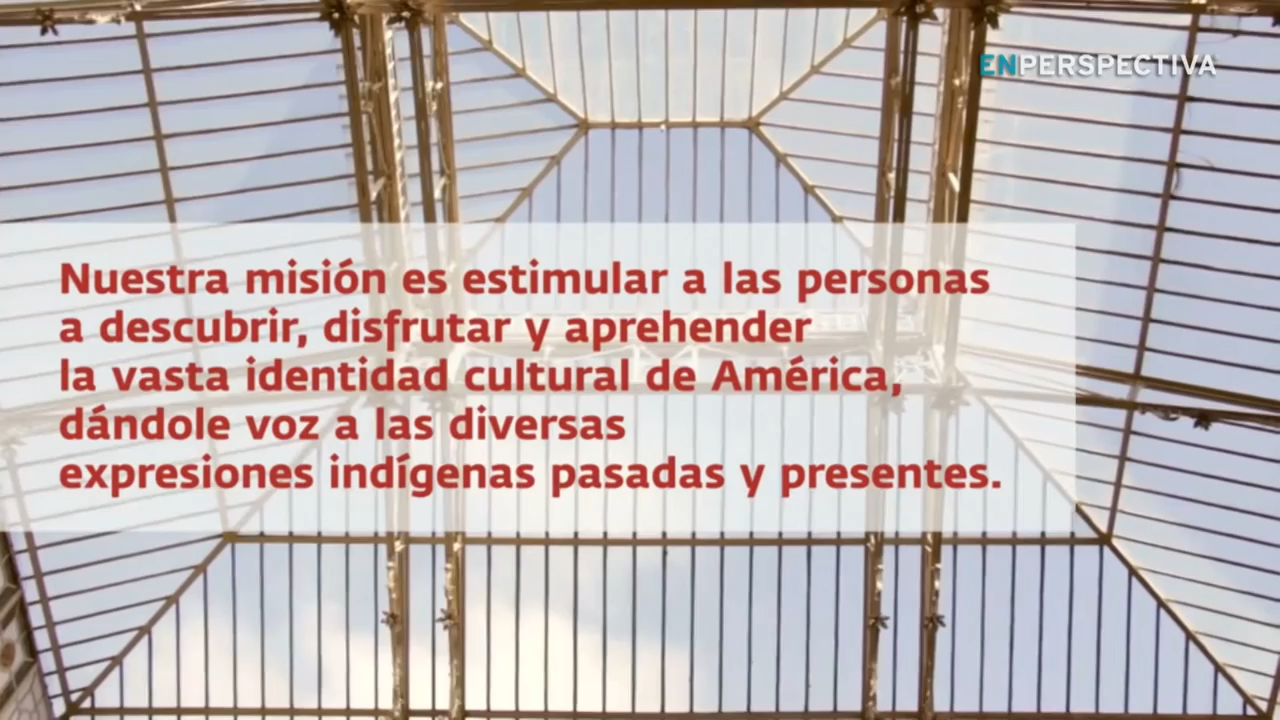 ENPERSPECTIVA
Nuestra misión es estimular a las personas
a descubrir, disfrutar y aprehender
la vasta identidad cultural de América,
dándole voz a las diversas
expresiones indígenas pasadas y presentes.